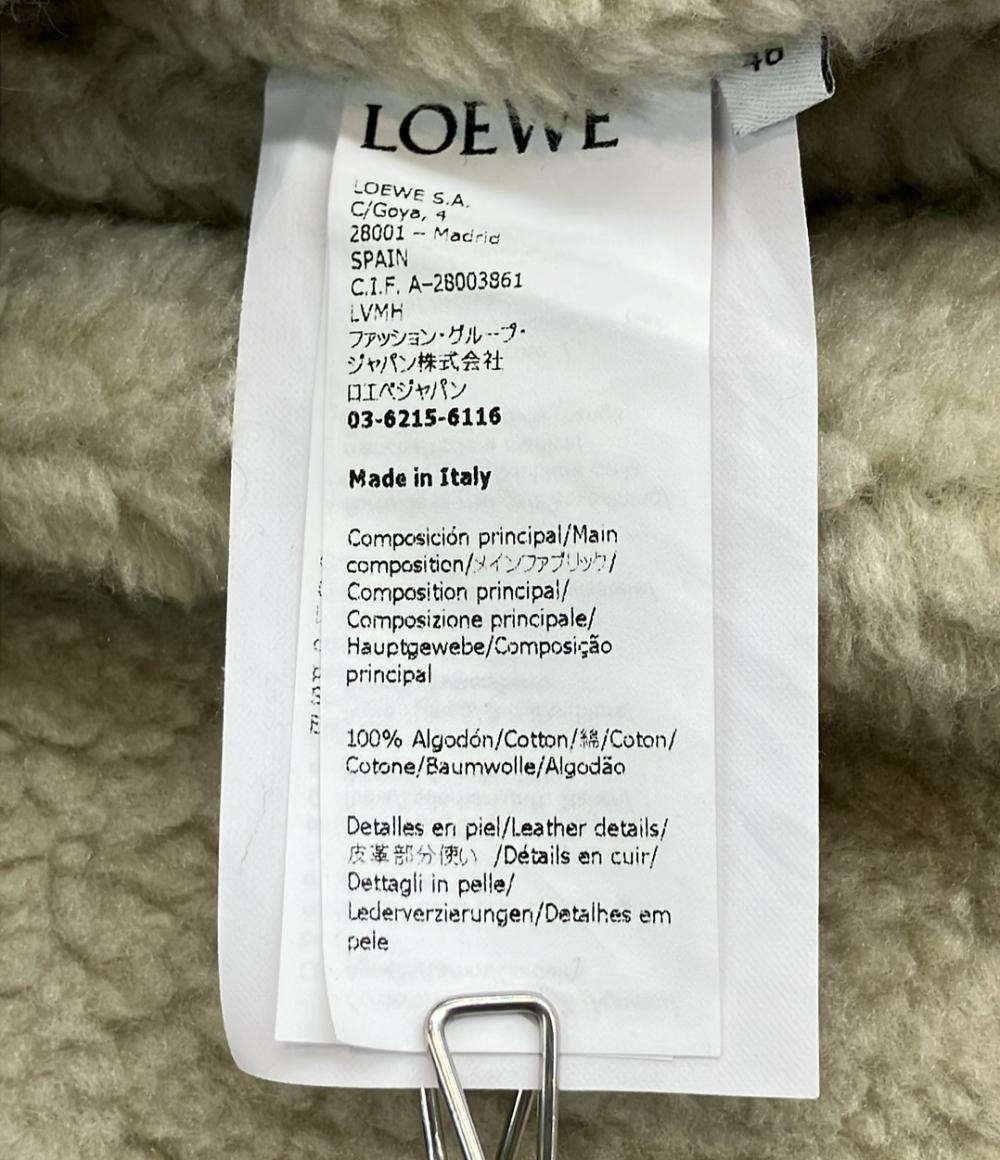 40
LOEWE
LOEWE S.A.
C/Goya, 4
28001 - Madrid
SPAIN
C.I.F. A-28003861
LVMH
ファッション・グループ・
ジャパン株式会社
ロエベジャパン
03-6215-6116
Made in Italy
Composición principal/Main
composition/メインファブリック/
Composition principal/
Composizione principale/
Hauptgewebe/Composição
principal
100% Algodón/Cotton/綿/Coton/
Cotone/Baumwolle/Algodão
Detalles en piel/Leather details/
皮革部分使い /Détails en cuir/
Dettagli in pelle/
Lederverzierungen/Detalhes em
pele